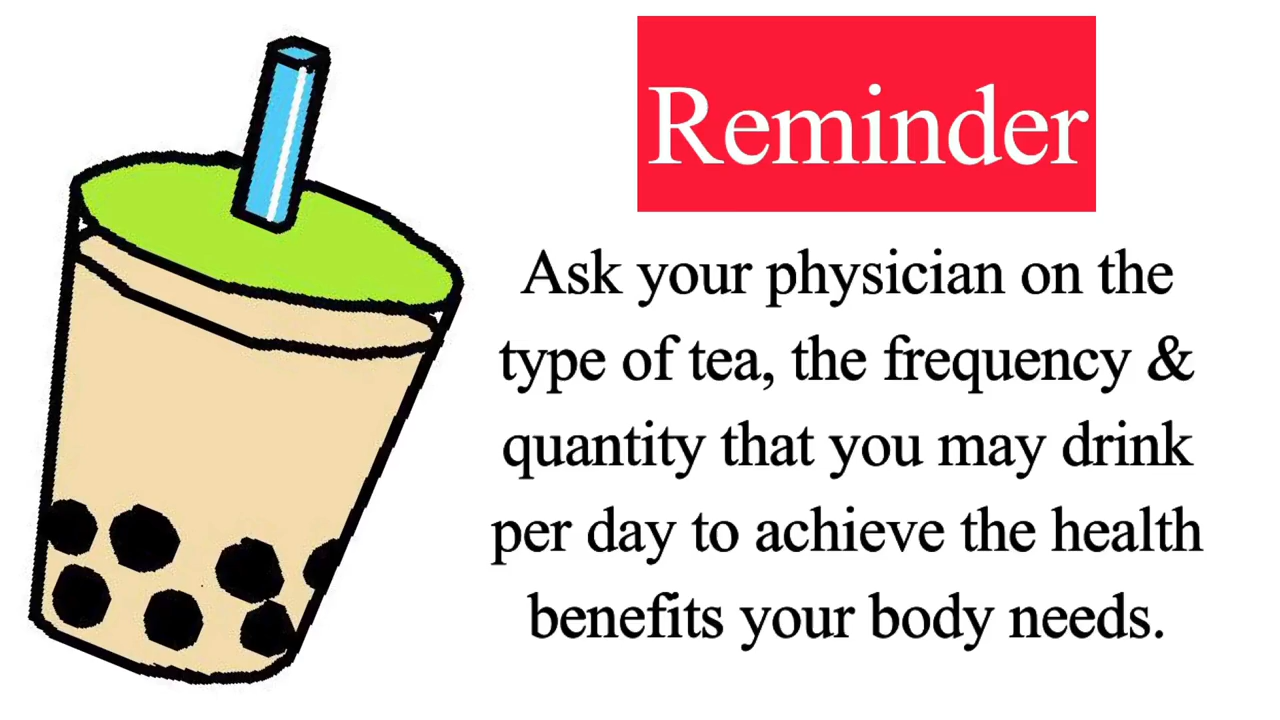 Reminder
Ask your physician on the
type of tea, the frequency &
quantity that you may drink
per day to achieve the health
benefits your body needs.